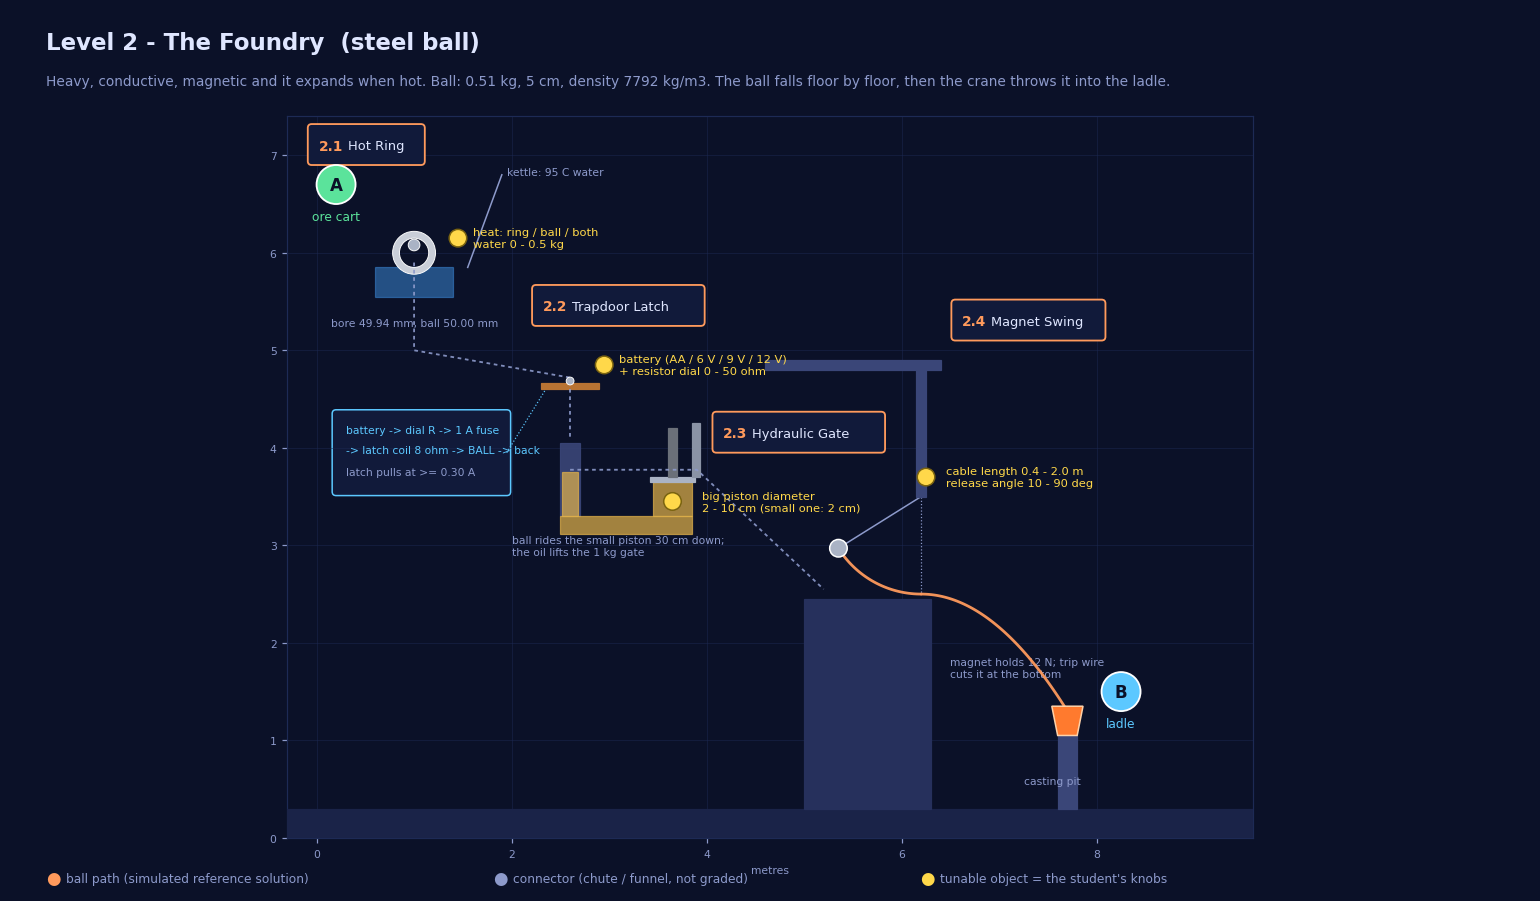 Level 2 - The Foundry  (steel ball)
Heavy, conductive, magnetic and it expands when hot. Ball: 0.51 kg, 5 cm, density 7792 kg/m3. The ball falls floor by floor, then the crane throws it into the ladle.
2.1 Hot Ring
A
ore cart
kettle: 95 C water
heat: ring / ball / both
water 0 - 0.5 kg
bore 49.94 mm, ball 50.00 mm
2.2 Trapdoor Latch
battery (AA / 6 V / 9 V / 12 V)
+ resistor dial 0 - 50 ohm
2.4 Magnet Swing
battery -> dial R -> 1 A fuse
-> latch coil 8 ohm -> BALL -> back
latch pulls at >= 0.30 A
2.3 Hydraulic Gate
big piston diameter
2 - 10 cm (small one: 2 cm)
cable length 0.4 - 2.0 m
release angle 10 - 90 deg
ball rides the small piston 30 cm down;
the oil lifts the 1 kg gate
magnet holds 12 N; trip wire
cuts it at the bottom
B
ladle
casting pit
7
6
5
4
3
2
1
0
0 2 4 6 8
metres
ball path (simulated reference solution)
connector (chute / funnel, not graded)
tunable object = the student's knobs